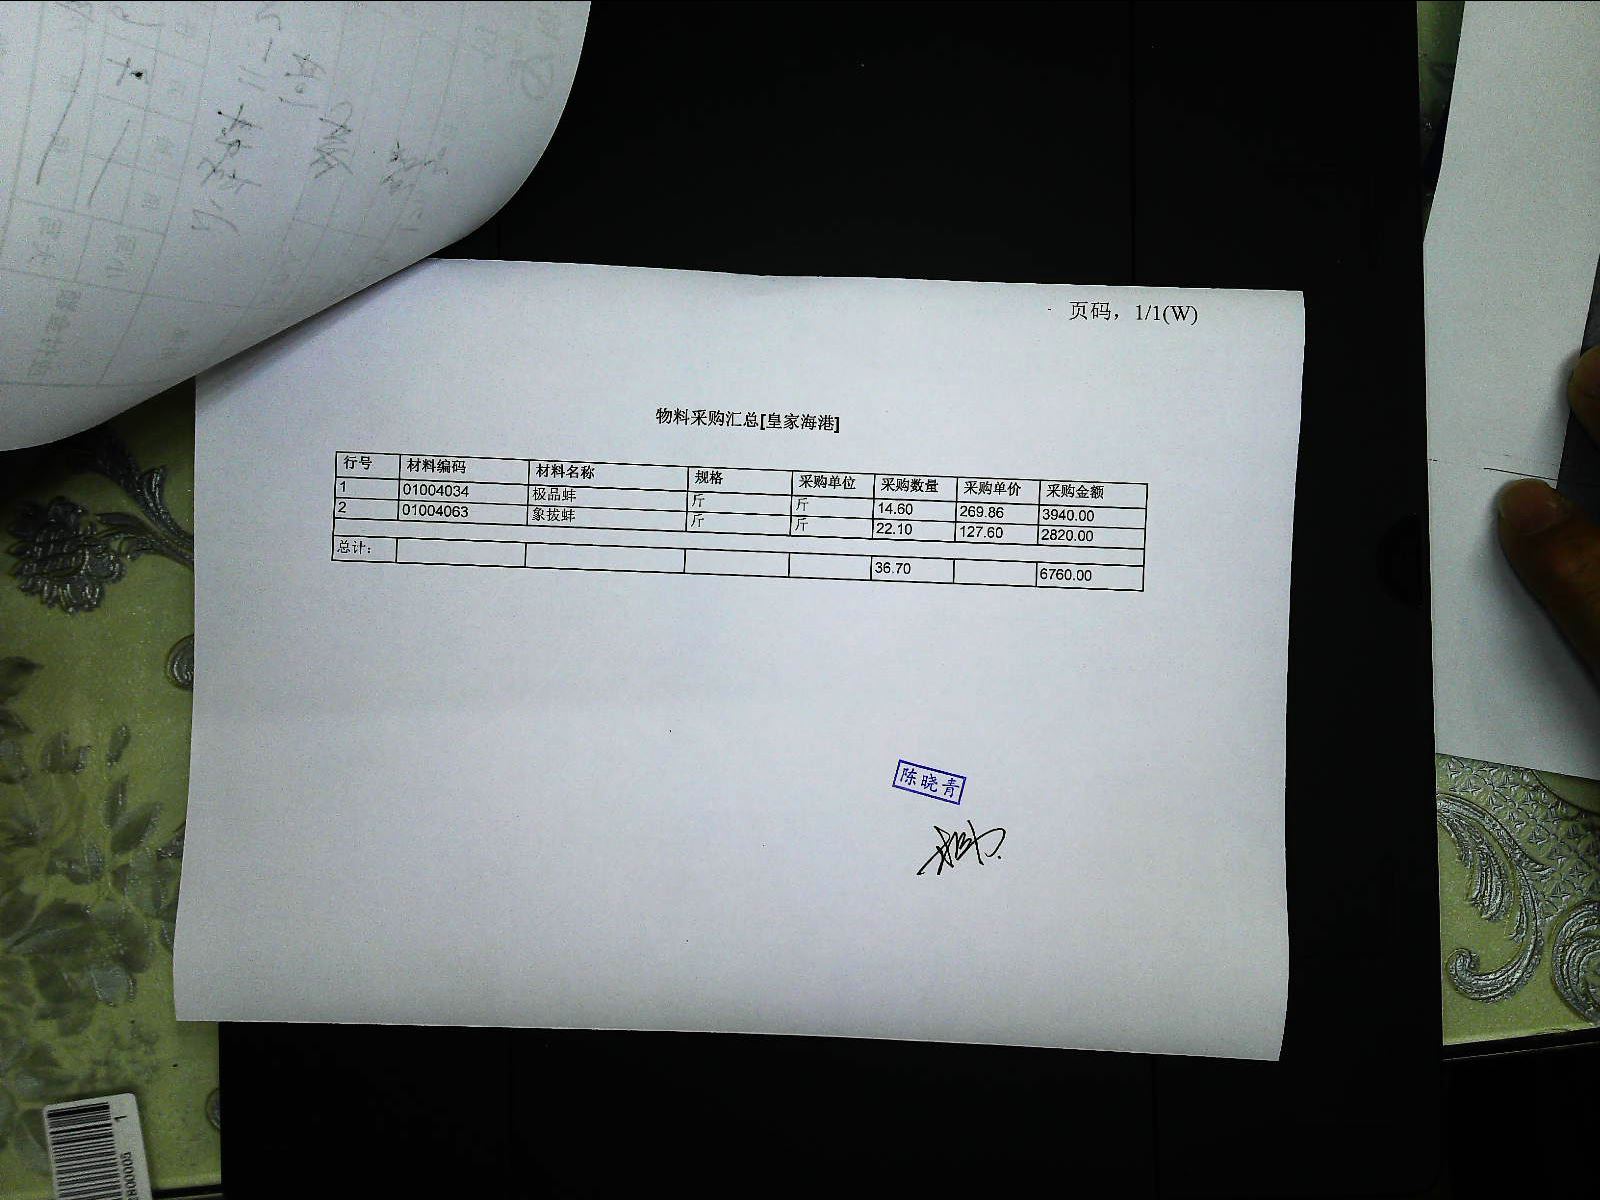 页码，1/1(W)
物料采购汇总[皇家海港]
行号 材料编码 材料名称 规格 采购单位 采购数量 采购单价 采购金额
1 01004034 极品蚌 斤 斤 14.60 269.86 3940.00
2 01004063 象拔蚌 斤 斤 22.10 127.60 2820.00
总计： 36.70 6760.00
陈晓青